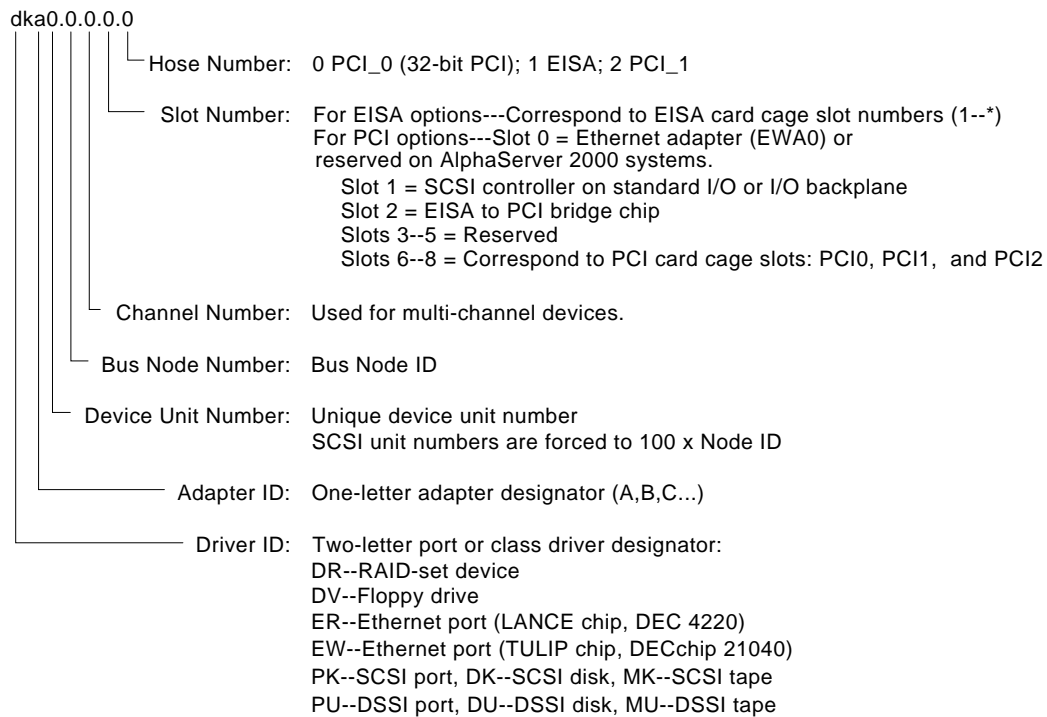 dka0.0.0.0.0
Hose Number: 0 PCI_0 (32-bit PCI); 1 EISA; 2 PCI_1
Slot Number: For EISA options---Correspond to EISA card cage slot numbers (1--*)
For PCI options---Slot 0 = Ethernet adapter (EWA0) or
reserved on AlphaServer 2000 systems.
Slot 1 = SCSI controller on standard I/O or I/O backplane
Slot 2 = EISA to PCI bridge chip
Slots 3--5 = Reserved
Slots 6--8 = Correspond to PCI card cage slots: PCI0, PCI1, and PCI2
Channel Number: Used for multi-channel devices.
Bus Node Number: Bus Node ID
Device Unit Number: Unique device unit number
SCSI unit numbers are forced to 100 x Node ID
Adapter ID: One-letter adapter designator (A,B,C...)
Driver ID: Two-letter port or class driver designator:
DR--RAID-set device
DV--Floppy drive
ER--Ethernet port (LANCE chip, DEC 4220)
EW--Ethernet port (TULIP chip, DECchip 21040)
PK--SCSI port, DK--SCSI disk, MK--SCSI tape
PU--DSSI port, DU--DSSI disk, MU--DSSI tape